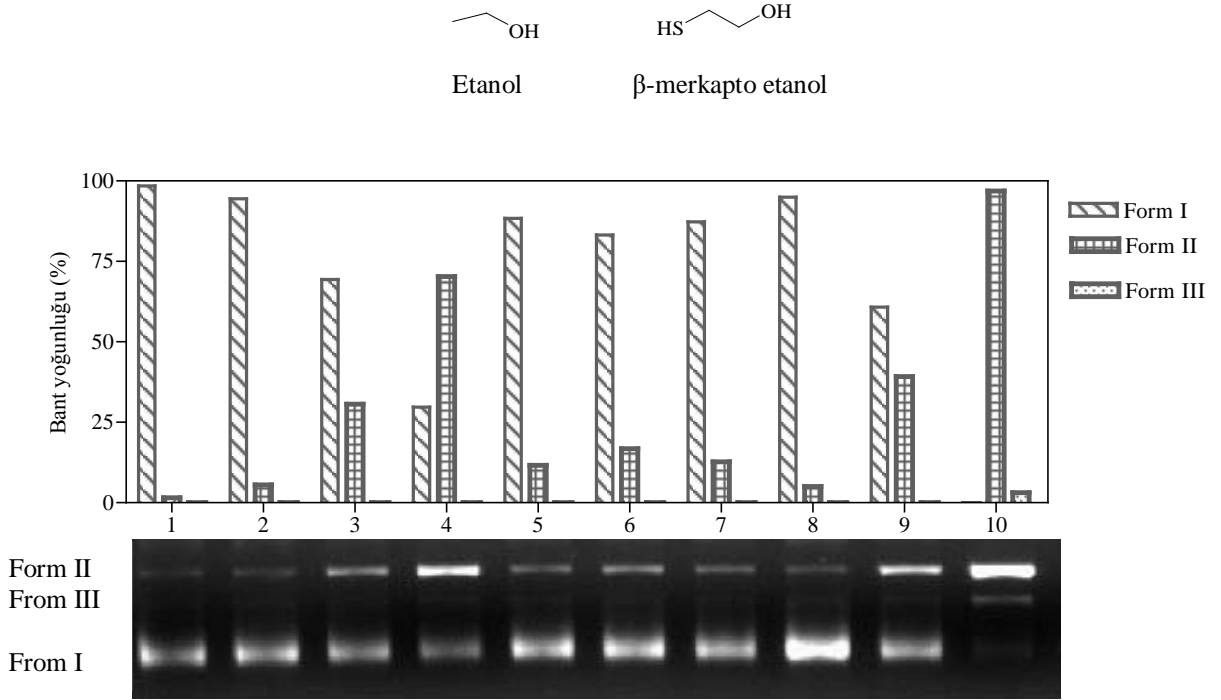 OH
HS
OH
Etanol
β-merkapto etanol
100
75
50
25
0
Bant yoğunluğu (%)
Form I
Form II
Form III
1 2 3 4 5 6 7 8 9 10
Form II
From III
From I